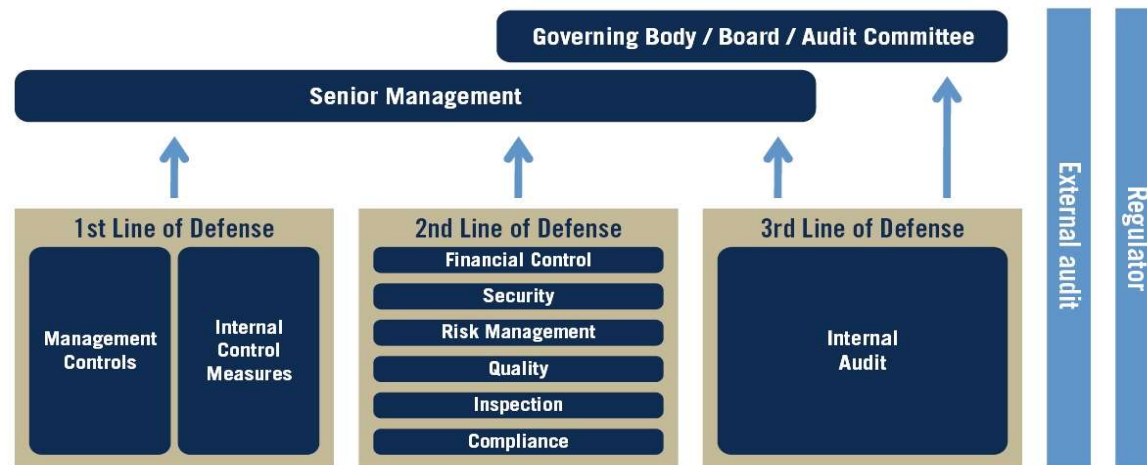 Governing Body / Board / Audit Committee
Senior Management
1st Line of Defense
Management
Controls
Internal
Control
Measures
2nd Line of Defense
Financial Control
Security
Risk Management
Quality
Inspection
Compliance
3rd Line of Defense
Internal
Audit
External audit
Regulator